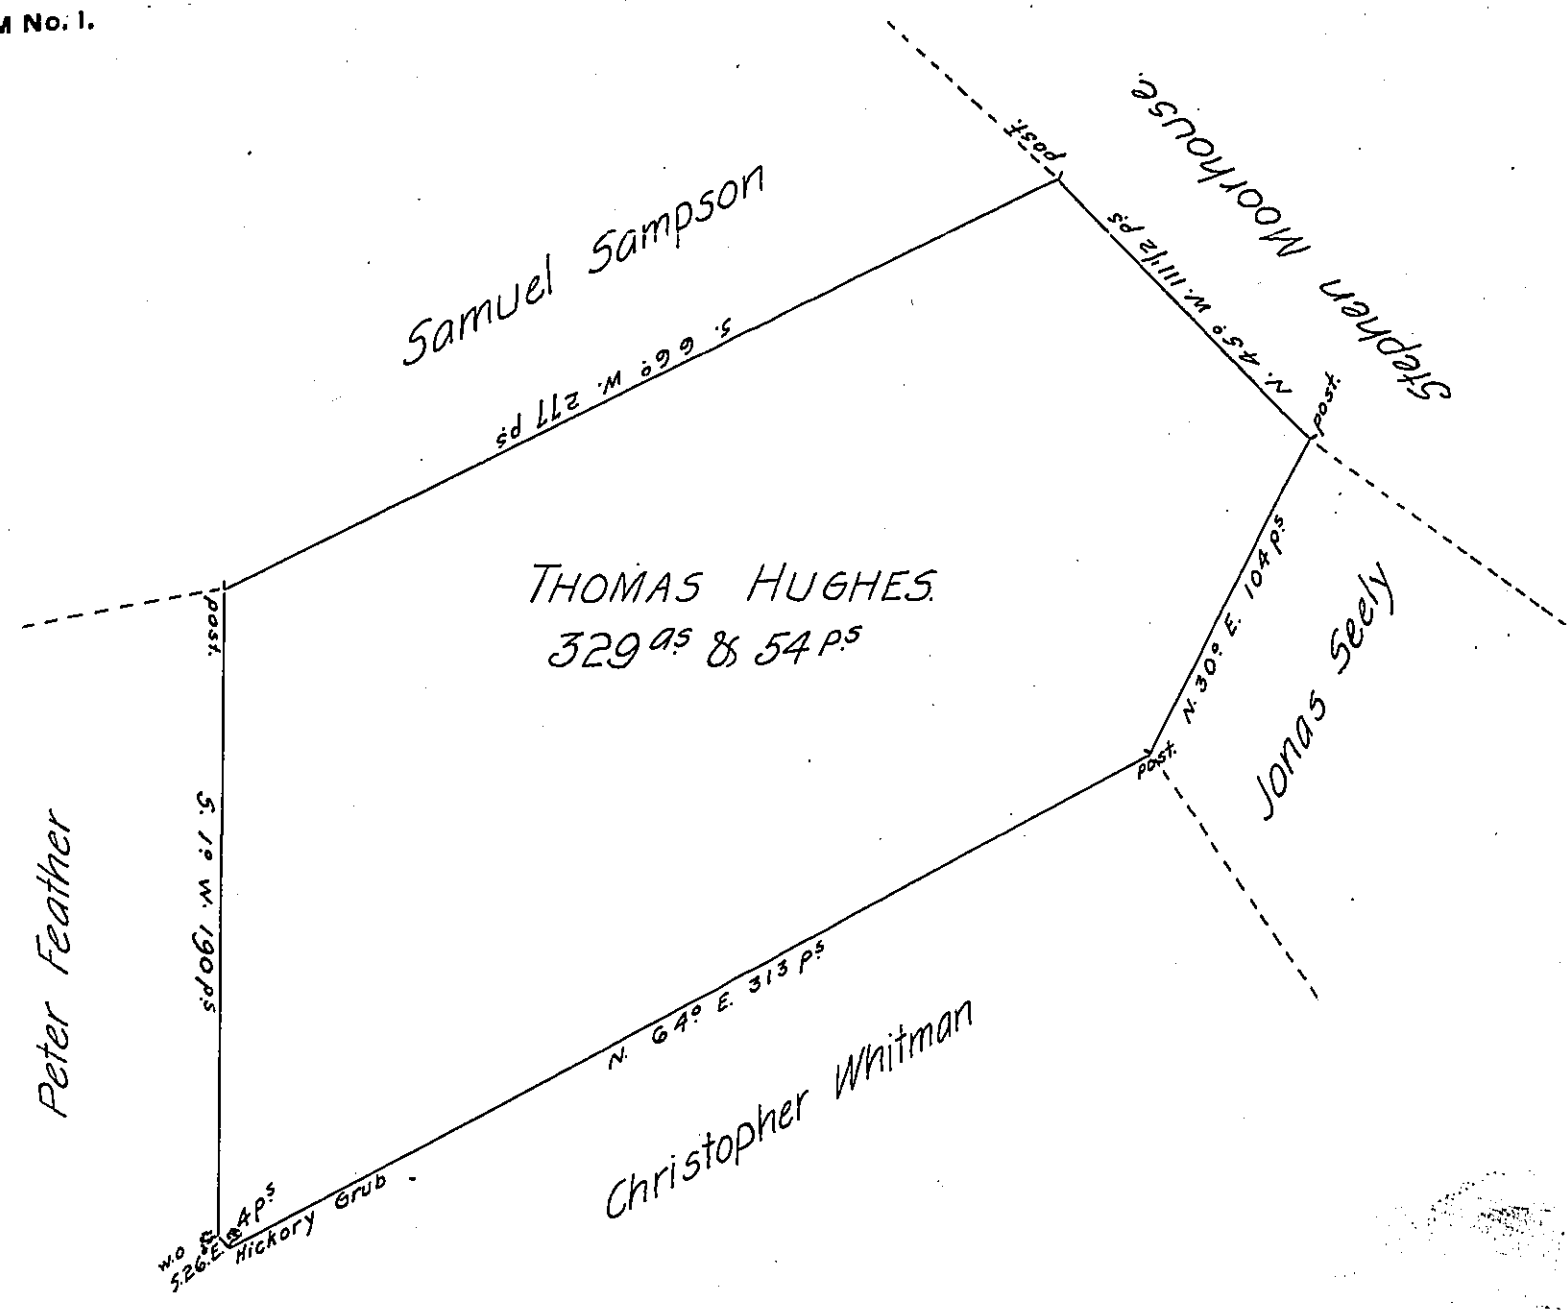 M No. 1.
Stephen Moorhouse.
post.
Samuel Sampson
N. 45° W. 111 1/2 ps
S. 66° W. 277 ps
post.
THOMAS HUGHES.
329 as & 54 ps
post.
N. 30° E. 104 ps
Jonas Seely
post.
S. 1° W. 190 ps
Peter Feather
N. 64° E. 313 ps
Christopher Whitman
4 ps
Hickory Grub
W.O
S. 26° E.